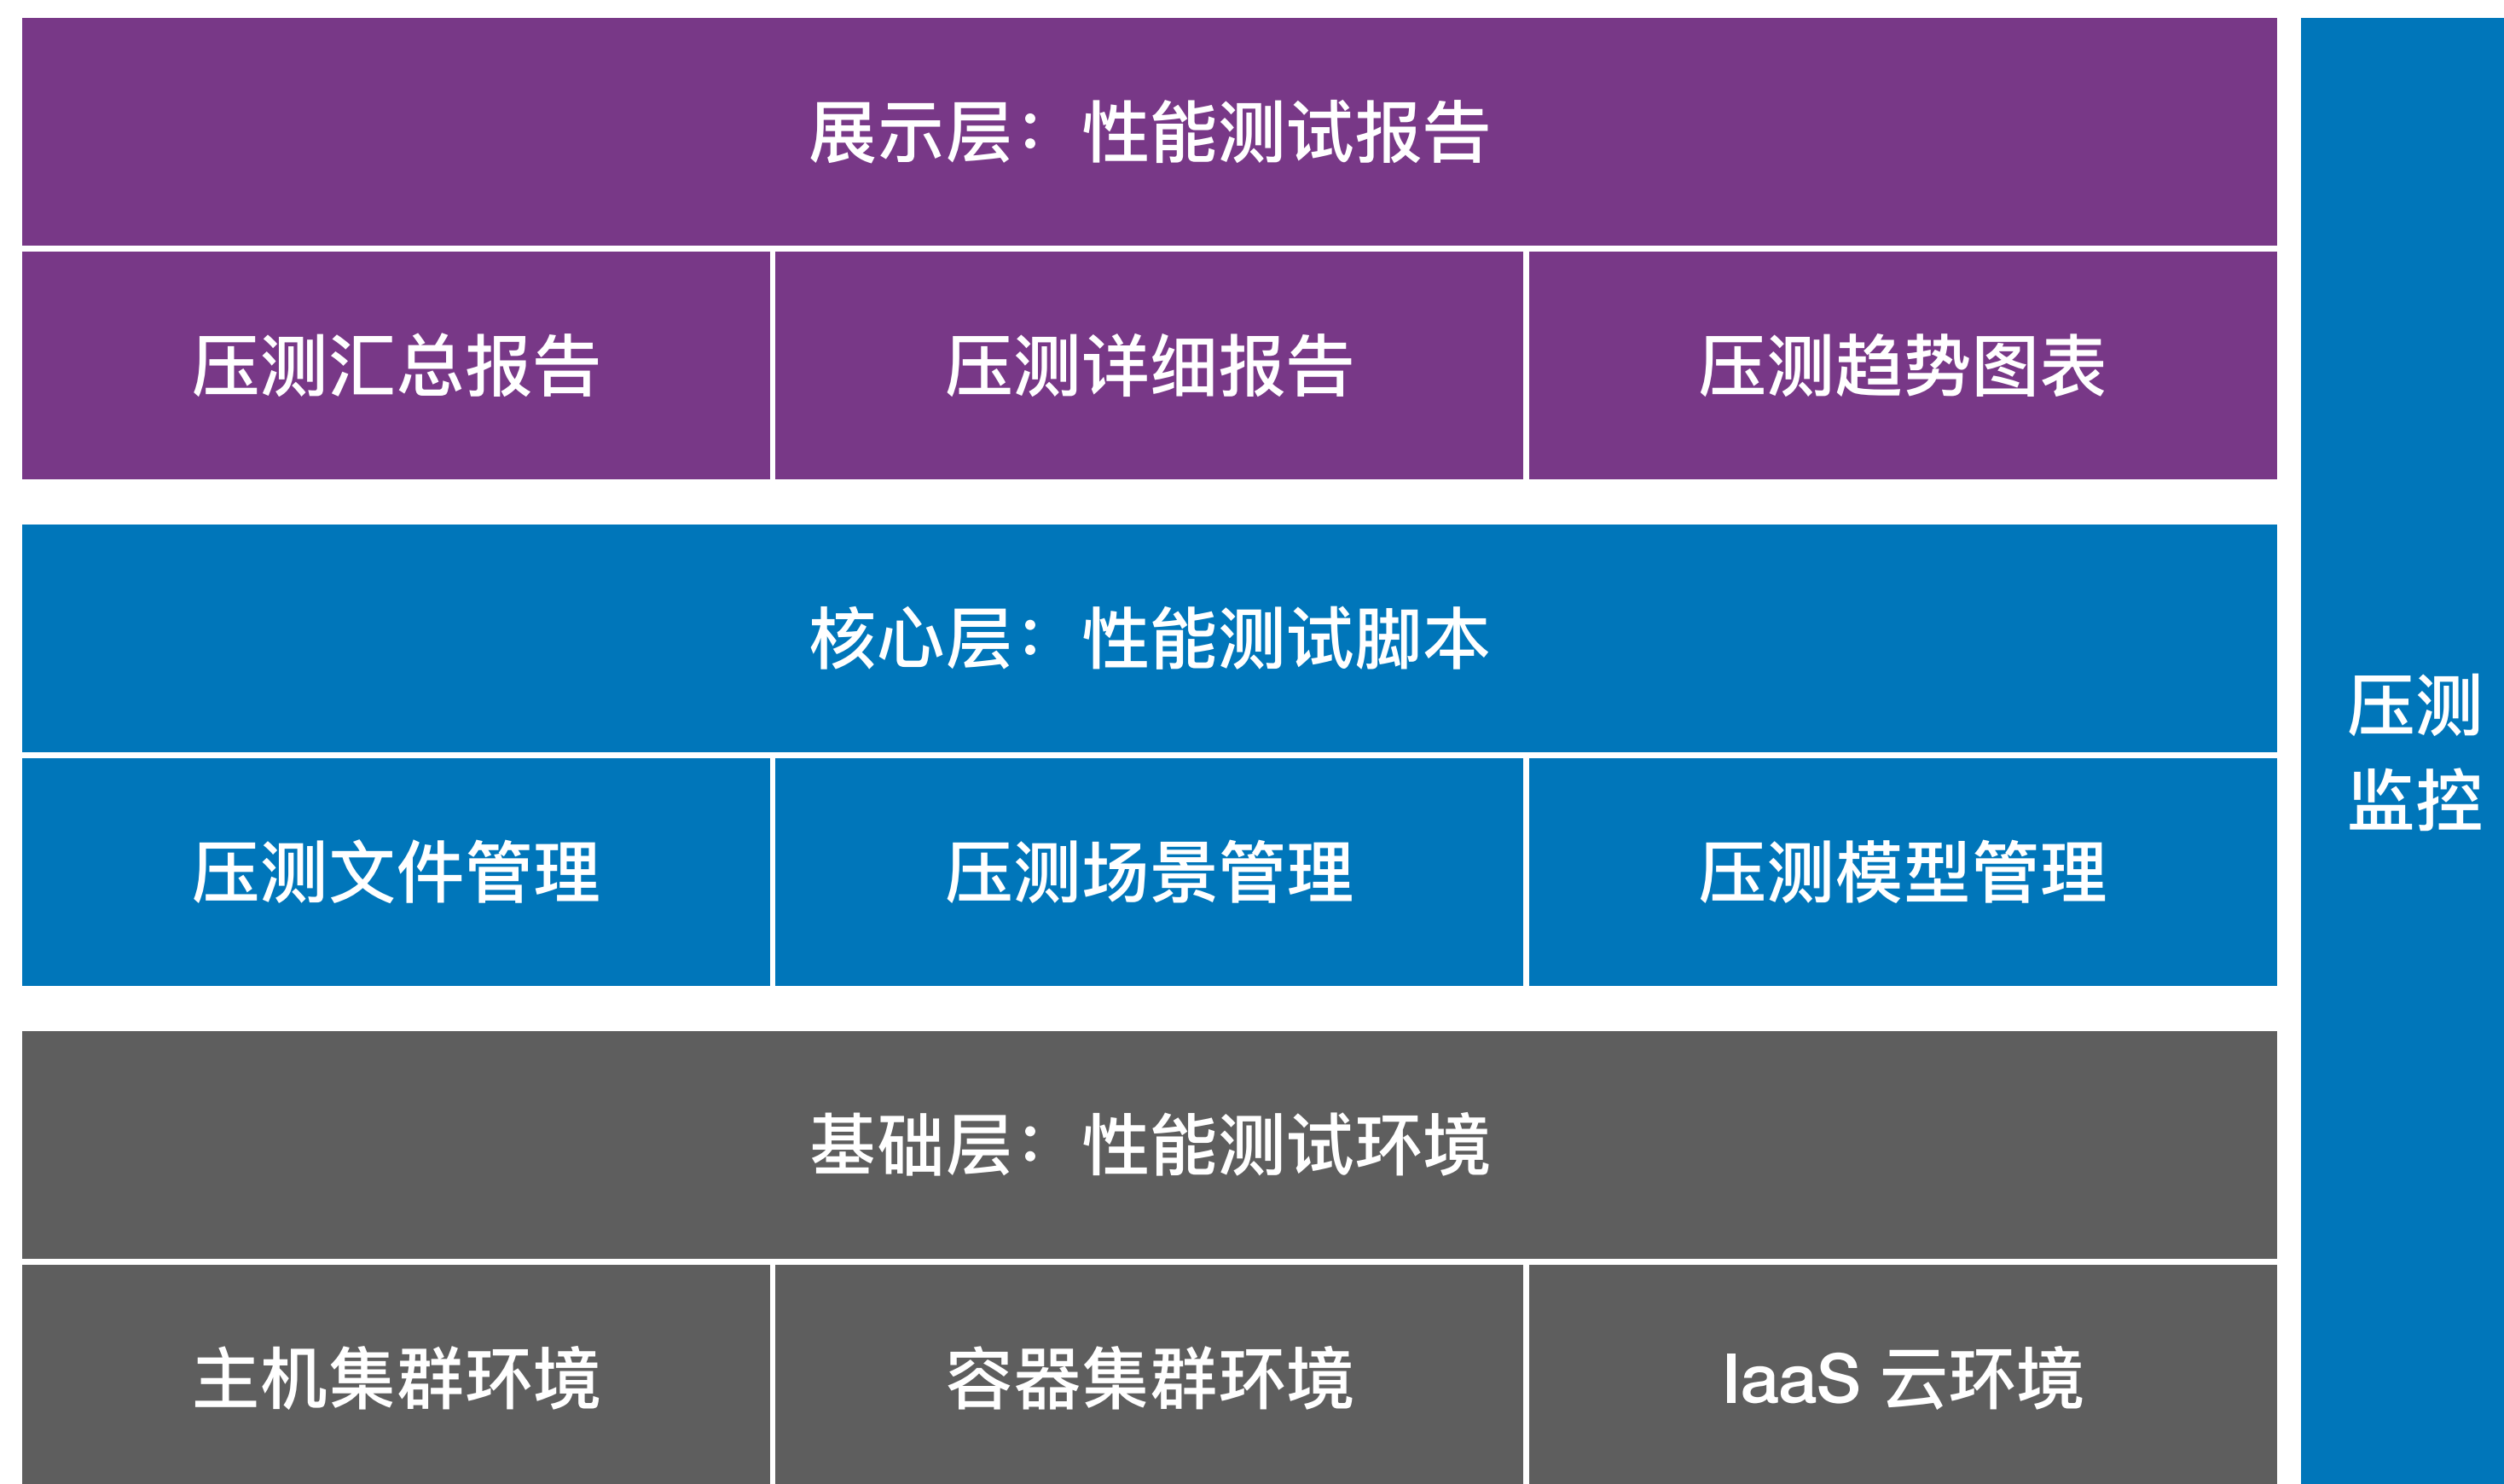 展示层：性能测试报告
压测汇总报告
压测详细报告
压测趋势图表
核心层：性能测试脚本
压测文件管理
压测场景管理
压测模型管理
基础层：性能测试环境
主机集群环境
容器集群环境
IaaS 云环境
压测
监控